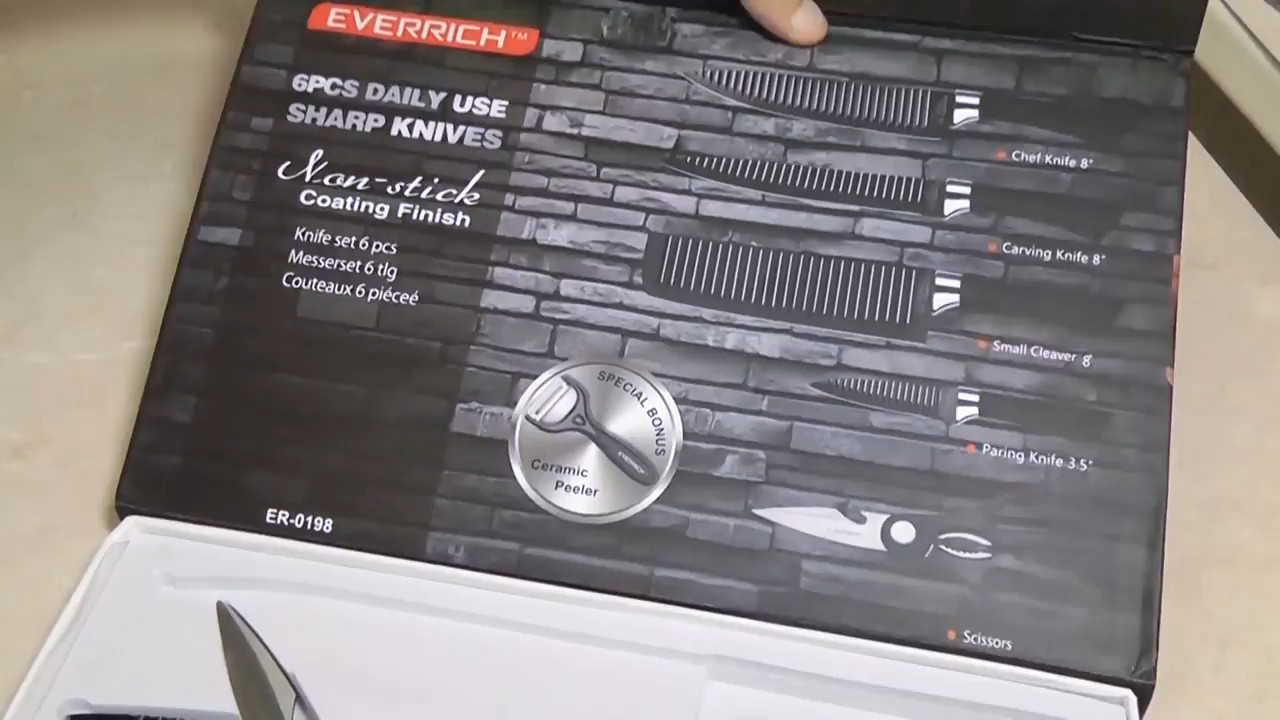 EVERRICH™
6PCS DAILY USE
SHARP KNIVES
Non-stick
Coating Finish
Knife set 6 pcs
Messerset 6 tlg
Couteaux 6 piéceé
ER-0198
SPECIAL BONUS
EVERRICH
Ceramic
Peeler
Chef Knife 8"
Carving Knife 8"
Small Cleaver 8"
Paring Knife 3.5"
Scissors